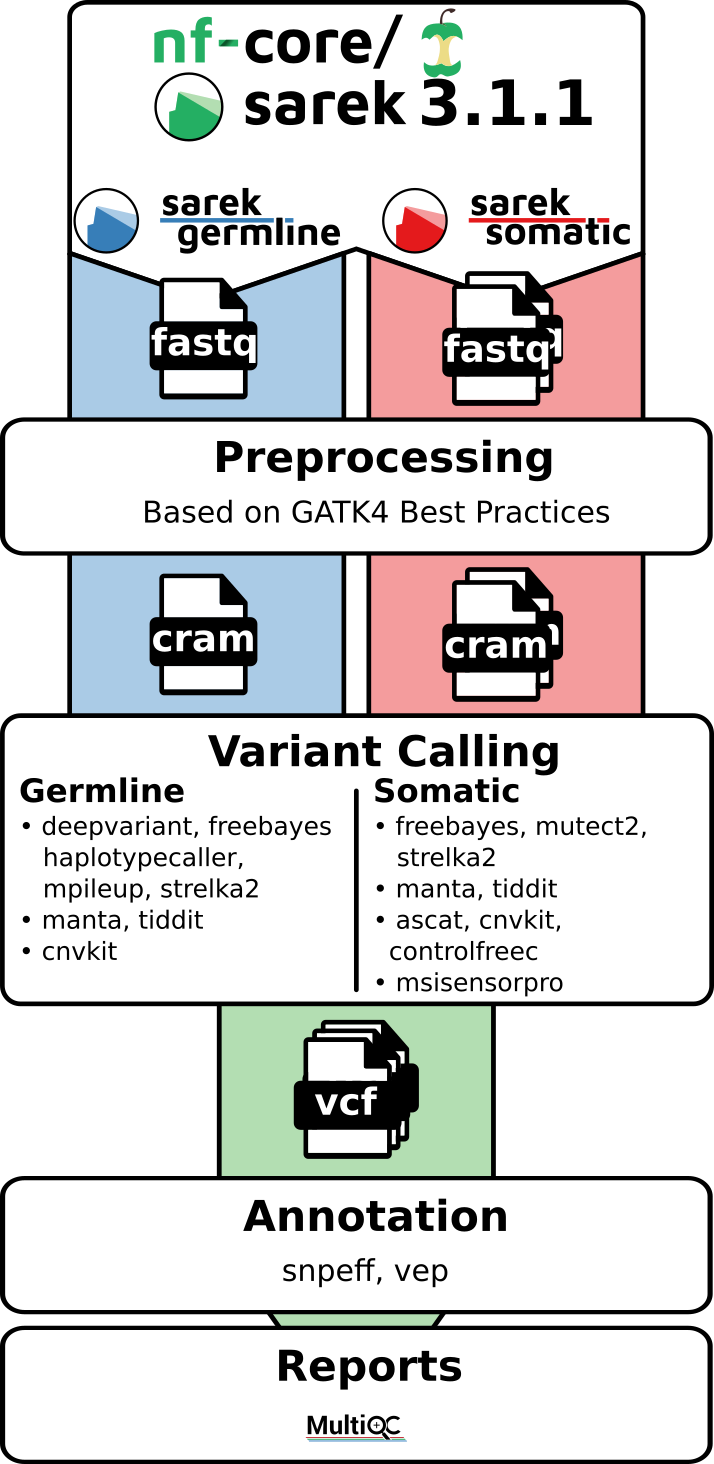 nf-core/
sarek 3.1.1
sarek
germline
sarek
somatic
fastq
fastq
Preprocessing
Based on GATK4 Best Practices
cram
cram
Variant Calling
Germline
• deepvariant, freebayes
haplotypecaller,
mpileup, strelka2
• manta, tiddit
• cnvkit
Somatic
• freebayes, mutect2,
strelka2
• manta, tiddit
• ascat, cnvkit,
controlfreec
• msisensorpro
vcf
Annotation
snpeff, vep
Reports
MultiQC